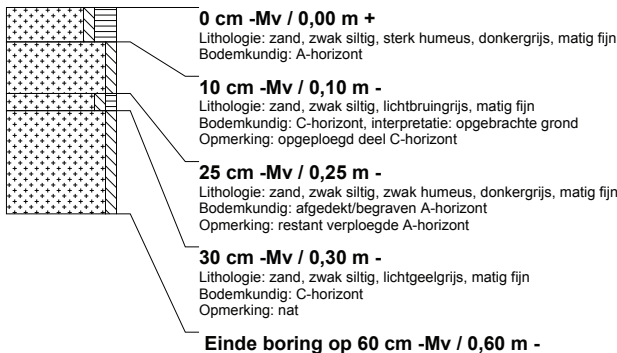 0 cm -Mv / 0,00 m +
Lithologie: zand, zwak siltig, sterk humeus, donkergrijs, matig fijn
Bodemkundig: A-horizont
10 cm -Mv / 0,10 m -
Lithologie: zand, zwak siltig, lichtbruingrijs, matig fijn
Bodemkundig: C-horizont, interpretatie: opgebrachte grond
Opmerking: opgeploegd deel C-horizont
25 cm -Mv / 0,25 m -
Lithologie: zand, zwak siltig, zwak humeus, donkergrijs, matig fijn
Bodemkundig: afgedekt/begraven A-horizont
Opmerking: restant verploegde A-horizont
30 cm -Mv / 0,30 m -
Lithologie: zand, zwak siltig, lichtgeelgrijs, matig fijn
Bodemkundig: C-horizont
Opmerking: nat
Einde boring op 60 cm -Mv / 0,60 m -